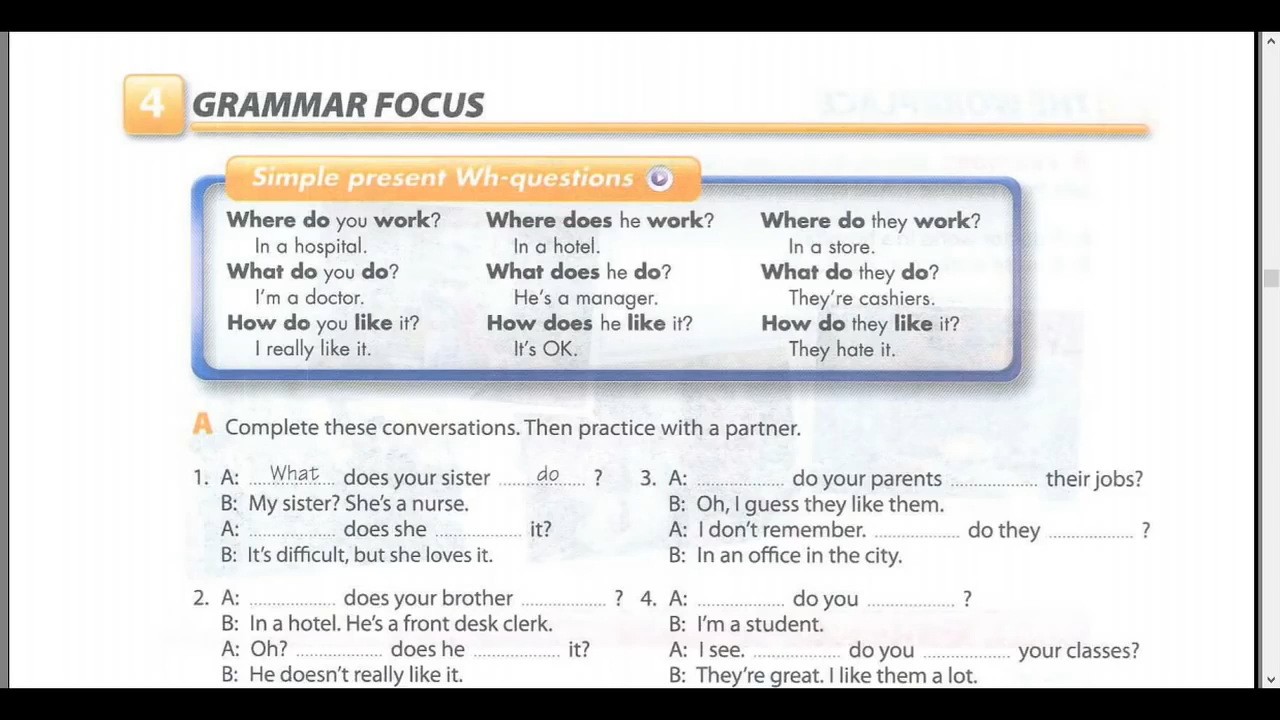 4 GRAMMAR FOCUS
Simple present Wh-questions
Where do you work? Where does he work? Where do they work?
In a hospital. In a hotel. In a store.
What do you do? What does he do? What do they do?
I'm a doctor. He's a manager. They're cashiers.
How do you like it? How does he like it? How do they like it?
I really like it. It's OK. They hate it.
A Complete these conversations. Then practice with a partner.
1. A: What does your sister do ?
B: My sister? She's a nurse.
A: ................ does she ................ it?
B: It's difficult, but she loves it.
2. A: ................ does your brother ................ ?
B: In a hotel. He's a front desk clerk.
A: Oh? ................ does he ................ it?
B: He doesn't really like it.
3. A: ................ do your parents ................ their jobs?
B: Oh, I guess they like them.
A: I don't remember. ................ do they ................ ?
B: In an office in the city.
4. A: ................ do you ................ ?
B: I'm a student.
A: I see. ................ do you ................ your classes?
B: They're great. I like them a lot.